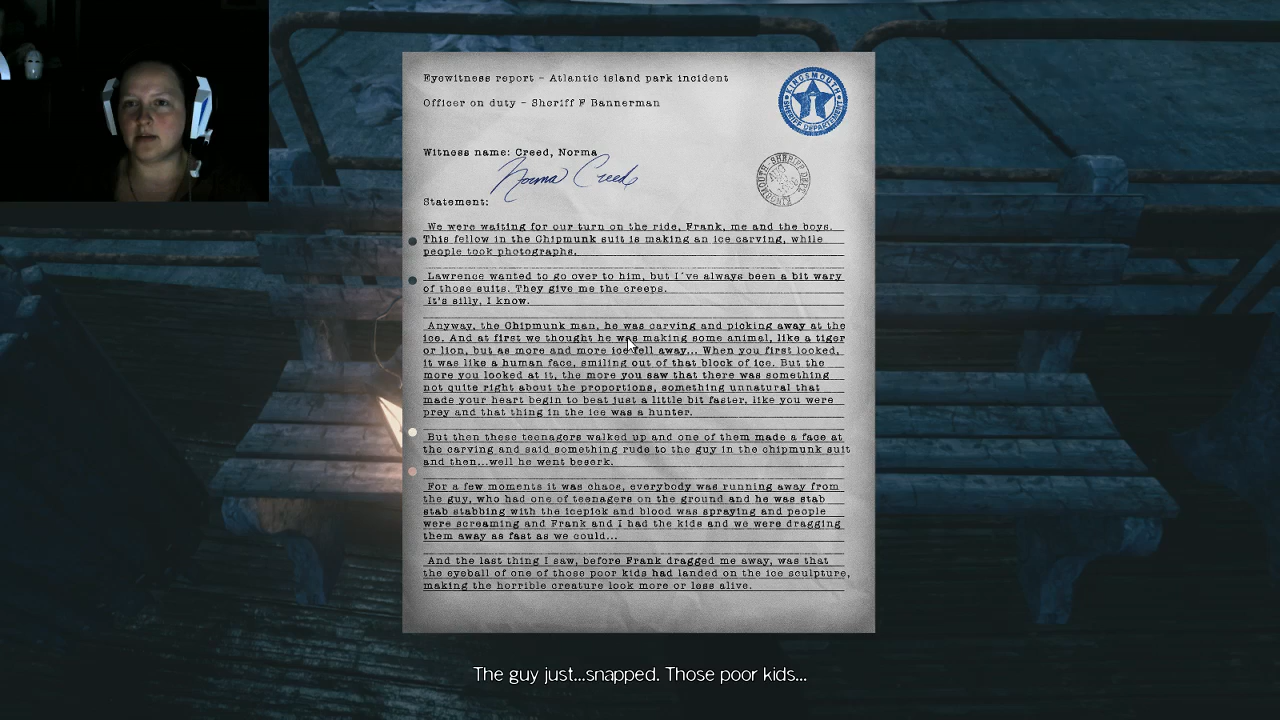 Eyewitness report - Atlantic island park incident
Officer on duty - Sheriff F Bannerman
KINGSMOUTH
SHERIFF DEPARTMENT
Witness name: Creed, Norma
Norma Creed
Statement:
We were waiting for our turn on the ride, Frank, me and the boys.
This fellow in the Chipmunk suit is making an ice carving, while
people took photographs.
Lawrence wanted to go over to him, but I've always been a bit wary
of those suits. They give me the creeps.
It's silly, I know.
Anyway, the Chipmunk man, he was carving and picking away at the
ice. And at first we thought he was making some animal, like a tiger
or lion, but as more and more ice fell away... When you first looked,
it was like a human face, smiling out of that block of ice. But the
more you looked at it, the more you saw that there was something
not quite right about the proportions, something unnatural that
made your heart begin to beat just a little bit faster, like you were
prey and that thing in the ice was a hunter.
But then these teenagers walked up and one of them made a face at
the carving and said something rude to the guy in the chipmunk suit
and then...well he went beserk.
For a few moments it was chaos, everybody was running away from
the guy, who had one of teenagers on the ground and he was stab
stab stabbing with the icepick and blood was spraying and people
were screaming and Frank and I had the kids and we were dragging
them away as fast as we could...
And the last thing I saw, before Frank dragged me away, was that
the eyeball of one of those poor kids had landed on the ice sculpture,
making the horrible creature look more or less alive.
The guy just...snapped. Those poor kids...